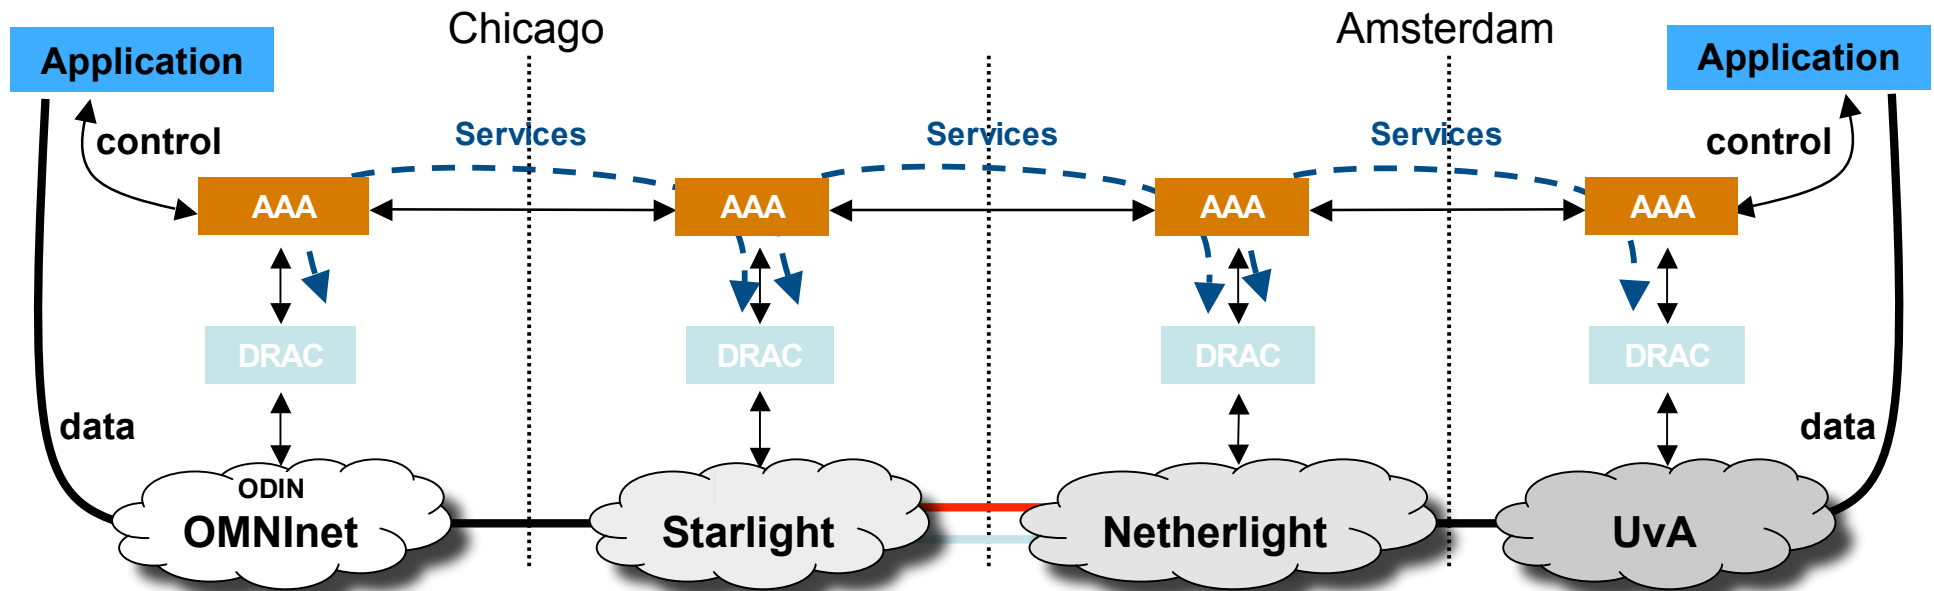 Chicago
Amsterdam
Application
Application
control
Services
Services
Services
control
AAA
AAA
AAA
AAA
DRAC
DRAC
DRAC
DRAC
data
data
ODIN
OMNInet
Starlight
Netherlight
UvA